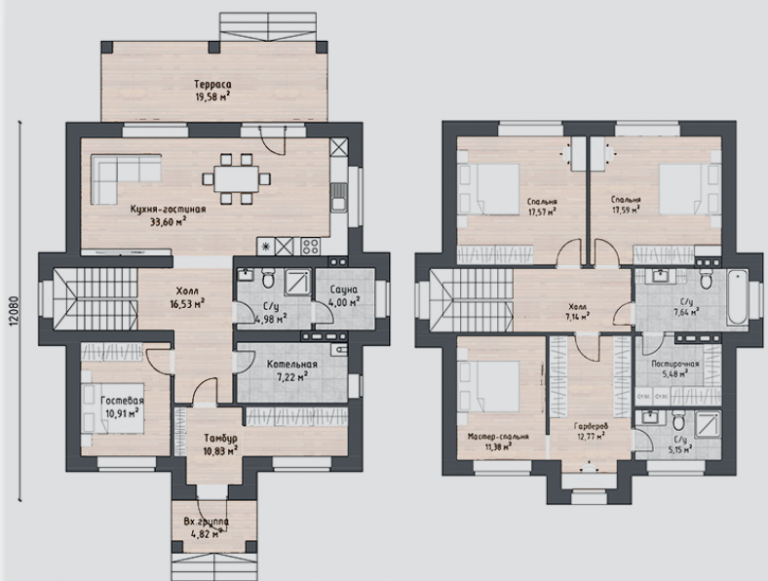 Терраса
19,58 м²
12080
Кухня-гостиная
33,60 м²
Холл
16,53 м²
С/у
4,98 м²
Сауна
4.00 м²
Котельная
7,22 м²
Гостевая
10,91 м²
Тамбур
10,83 м²
Вх.группа
4,82 м²
Спальня
17,57 м²
Спальня
17,59 м²
Холл
7,14 м²
С/у
7,64 м²
Постирочная
5,48 м²
Мастер-спальня
11,38 м²
Гардероб
12,77 м²
С/у
5,15 м²